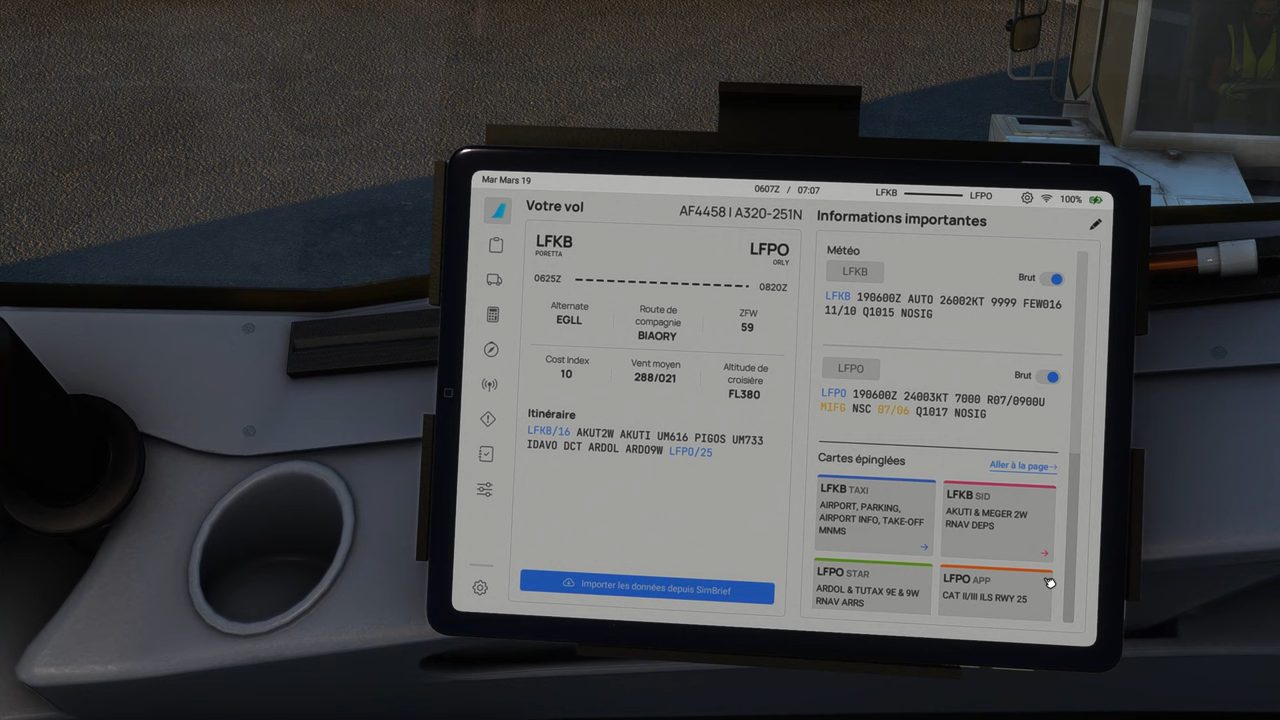 Mar Mars 19
0607Z / 07:07
LFKB
LFPO
100%
Votre vol
AF4458 | A320-251N
LFKB
PORETTA
LFPO
ORLY
0625Z
0820Z
Alternate
EGLL
Route de
compagnie
BIAORY
ZFW
59
Cost Index
10
Vent moyen
288/021
Altitude de
croisière
FL380
Itinéraire
LFKB/16 AKUT2W AKUTI UM616 PIGOS UM733
IDAVO DCT ARDOL ARDO9W LFPO/25
Importer les données depuis SimBrief
Informations importantes
Météo
LFKB
Brut
LFKB 190600Z AUTO 26002KT 9999 FEW016
11/10 Q1015 NOSIG
LFPO
Brut
LFPO 190600Z 24003KT 7000 R07/0900U
MIFG NSC 07/06 Q1017 NOSIG
Cartes épinglées
Aller à la page
LFKB TAXI
AIRPORT, PARKING,
AIRPORT INFO, TAKE-OFF
MNMS
LFKB SID
AKUTI & MEGER 2W
RNAV DEPS
LFPO STAR
ARDOL & TUTAX 9E & 9W
RNAV ARRS
LFPO APP
CAT II/III ILS RWY 25